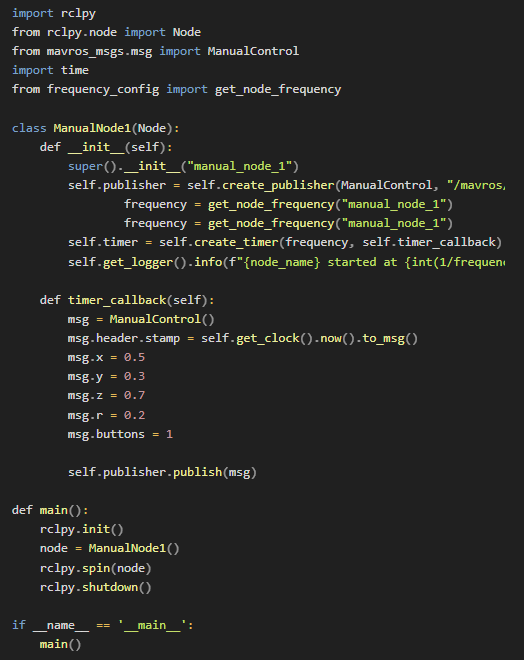 import rclpy
from rclpy.node import Node
from mavros_msgs.msg import ManualControl
import time
from frequency_config import get_node_frequency

class ManualNode1(Node):
    def __init__(self):
        super().__init__("manual_node_1")
        self.publisher = self.create_publisher(ManualControl, "/mavros/
                frequency = get_node_frequency("manual_node_1")
                frequency = get_node_frequency("manual_node_1")
        self.timer = self.create_timer(frequency, self.timer_callback)
        self.get_logger().info(f"{node_name} started at {int(1/frequen

    def timer_callback(self):
        msg = ManualControl()
        msg.header.stamp = self.get_clock().now().to_msg()
        msg.x = 0.5
        msg.y = 0.3
        msg.z = 0.7
        msg.r = 0.2
        msg.buttons = 1

        self.publisher.publish(msg)

def main():
    rclpy.init()
    node = ManualNode1()
    rclpy.spin(node)
    rclpy.shutdown()

if __name__ == '__main__':
    main()